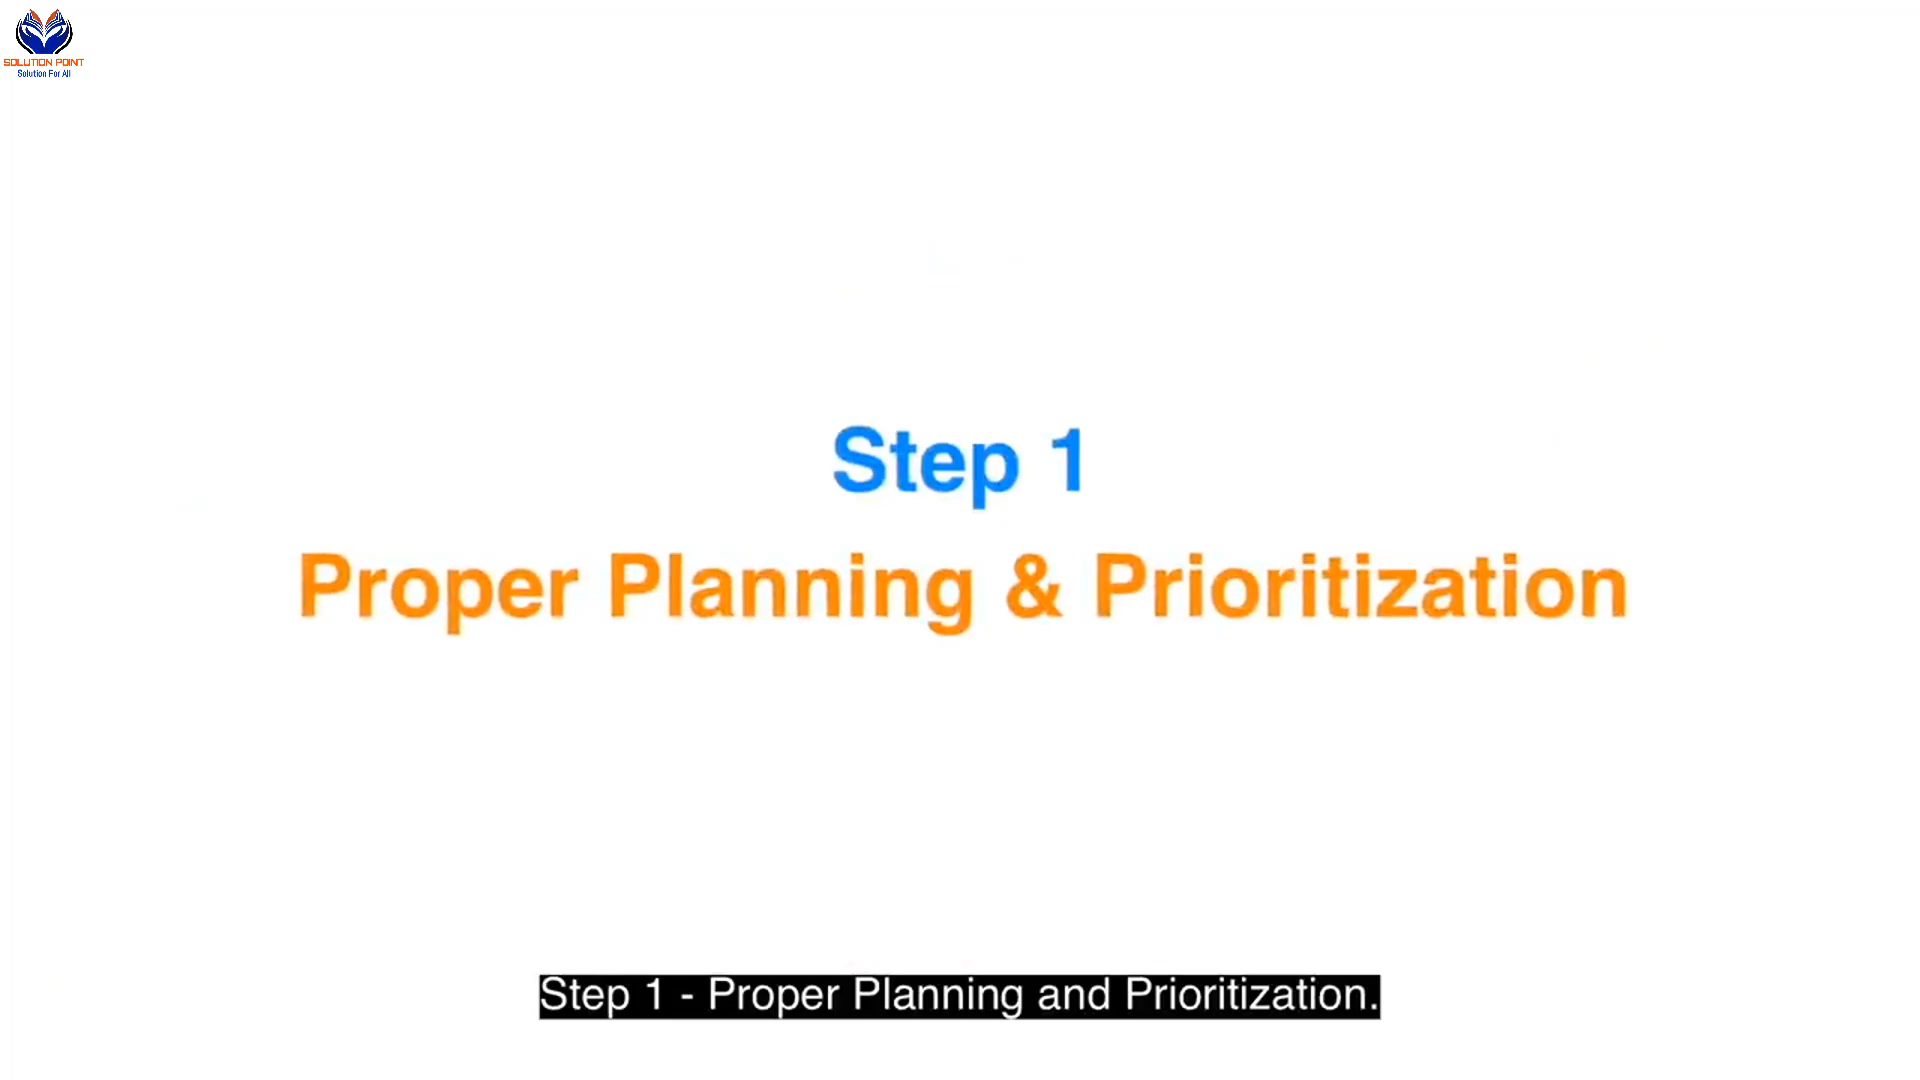 SOLUTION POINT
Solution For All
Step 1
Proper Planning & Prioritization
Step 1 - Proper Planning and Prioritization.